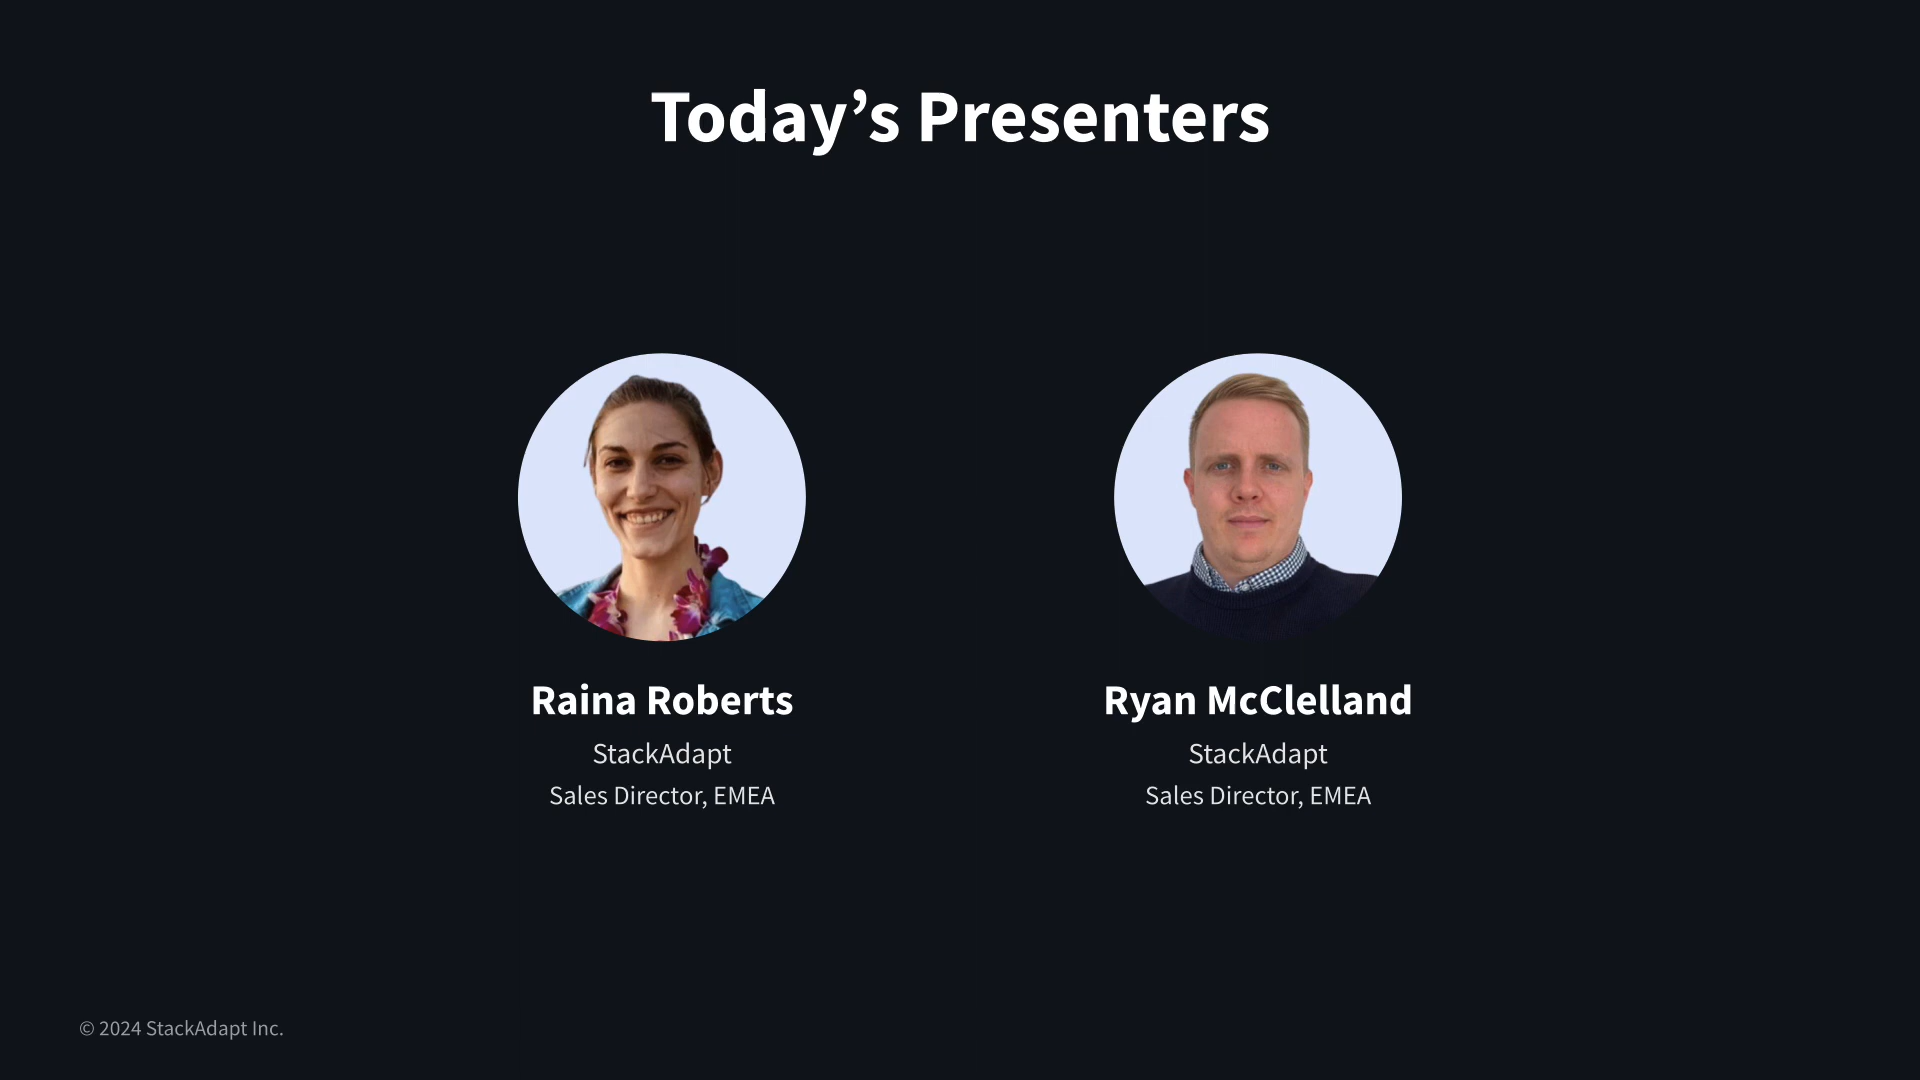 Today’s Presenters
Raina Roberts
StackAdapt
Sales Director, EMEA
Ryan McClelland
StackAdapt
Sales Director, EMEA
© 2024 StackAdapt Inc.